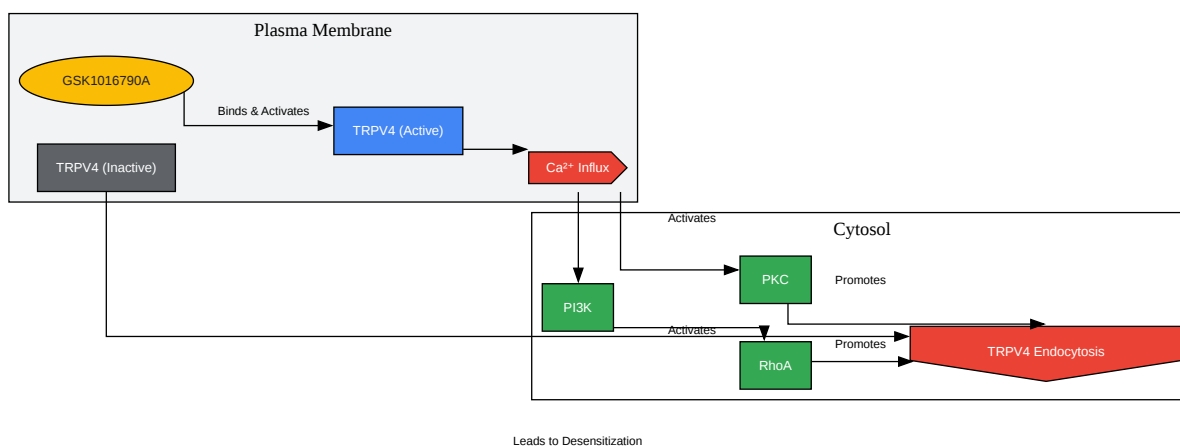 Plasma Membrane
GSK1016790A
Binds & Activates
TRPV4 (Active)
TRPV4 (Inactive)
Ca²⁺ Influx
Activates
Cytosol
PKC
Promotes
PI3K
Activates
Promotes
TRPV4 Endocytosis
RhoA
Leads to Desensitization